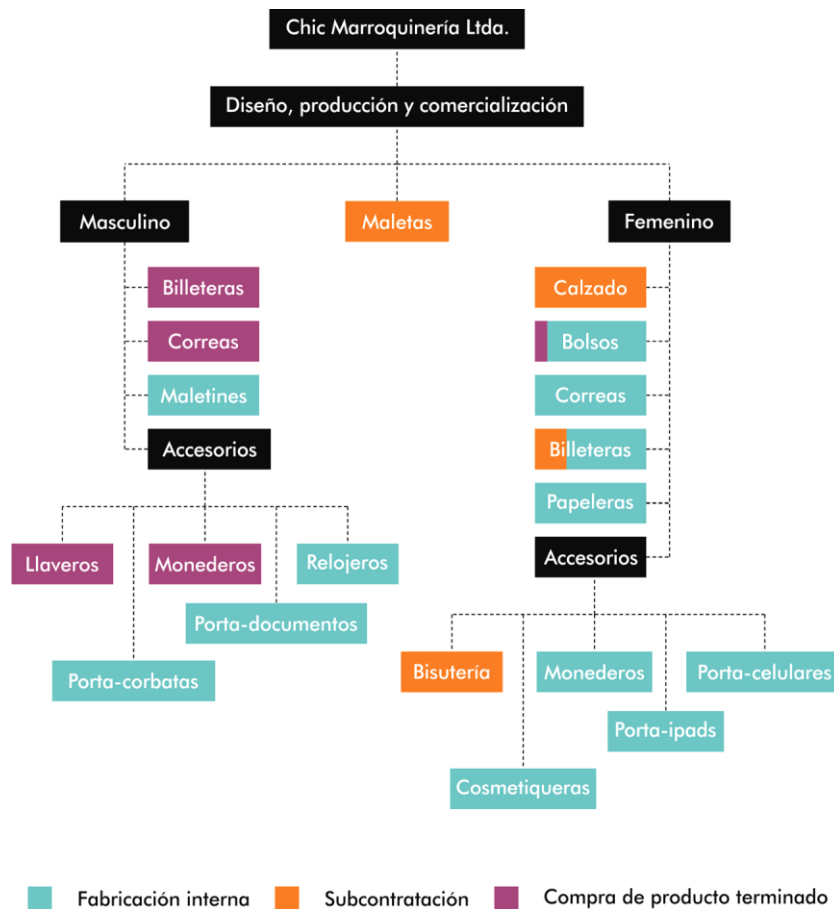 Chic Marroquinería Ltda.
Diseño, producción y comercialización
Masculino
Maletas
Femenino
Billeteras
Correas
Maletines
Accesorios
Llaveros
Monederos
Relojeros
Porta-documentos
Porta-corbatas
Calzado
Bolsos
Correas
Billeteras
Papeleras
Accesorios
Bisutería
Monederos
Porta-celulares
Porta-ipads
Cosmetiqueras
Fabricación interna
Subcontratación
Compra de producto terminado